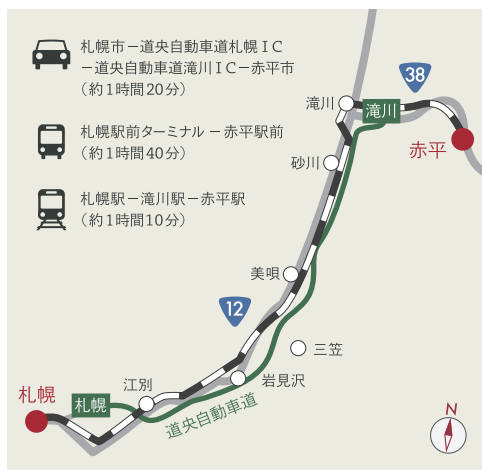 札幌市－道央自動車道札幌IC
－道央自動車道滝川IC－赤平市
（約1時間20分）
札幌駅前ターミナル－赤平駅前
（約1時間40分）
札幌駅－滝川駅－赤平駅
（約1時間10分）
38
滝川
滝川
赤平
砂川
美唄
12
三笠
岩見沢
江別
札幌
札幌
道央自動車道
N